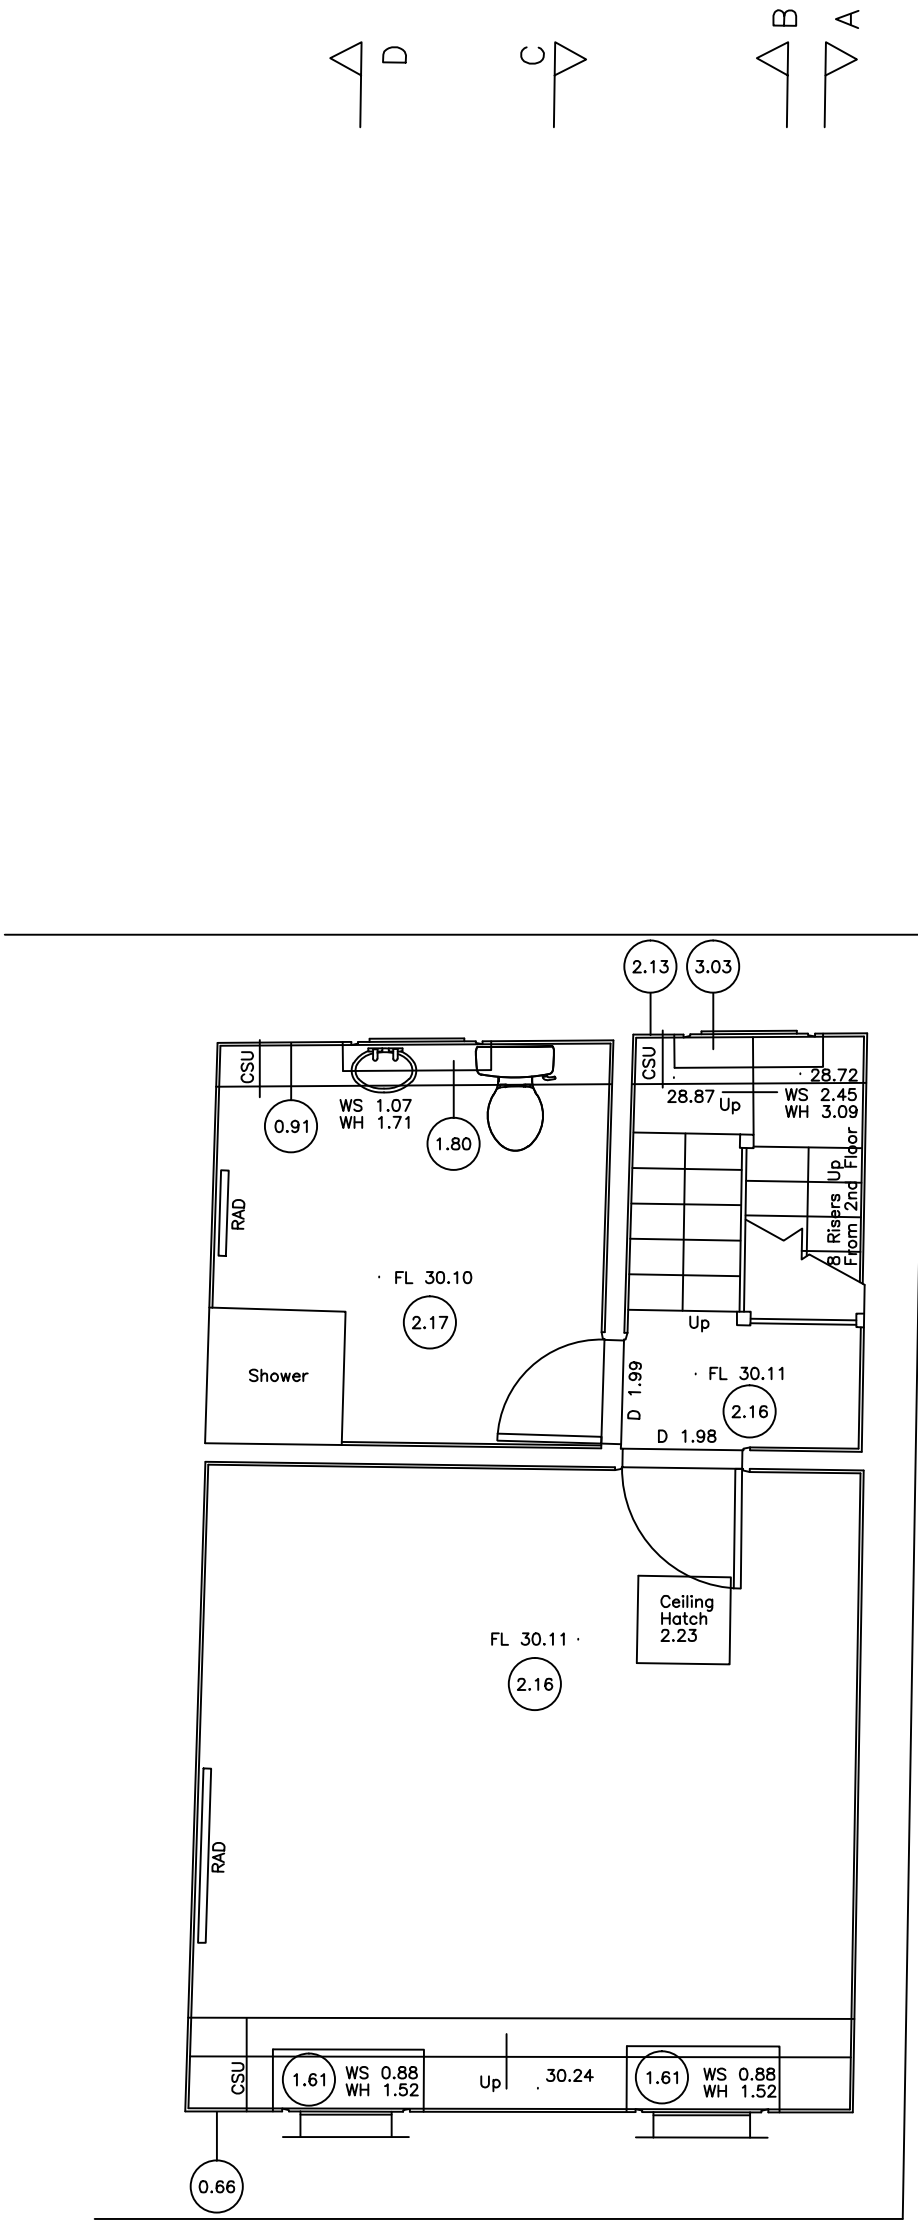 D
C
B
A
2.13
3.03
CSU
0.91
WS 1.07
WH 1.71
1.80
CSU
28.72
28.87
Up
WS 2.45
WH 3.09
RAD
8 Risers Up
From 2nd Floor
FL 30.10
2.17
Up
Shower
D 1.99
FL 30.11
2.16
D 1.98
Ceiling
Hatch
2.23
FL 30.11
2.16
RAD
CSU
1.61
WS 0.88
WH 1.52
Up
30.24
1.61
WS 0.88
WH 1.52
0.66